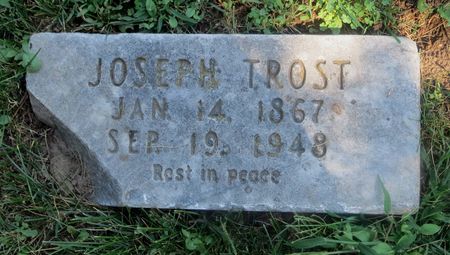 JOSEPH TROST
JAN. 14, 1867
SEP. 19, 1948
Rest in peace